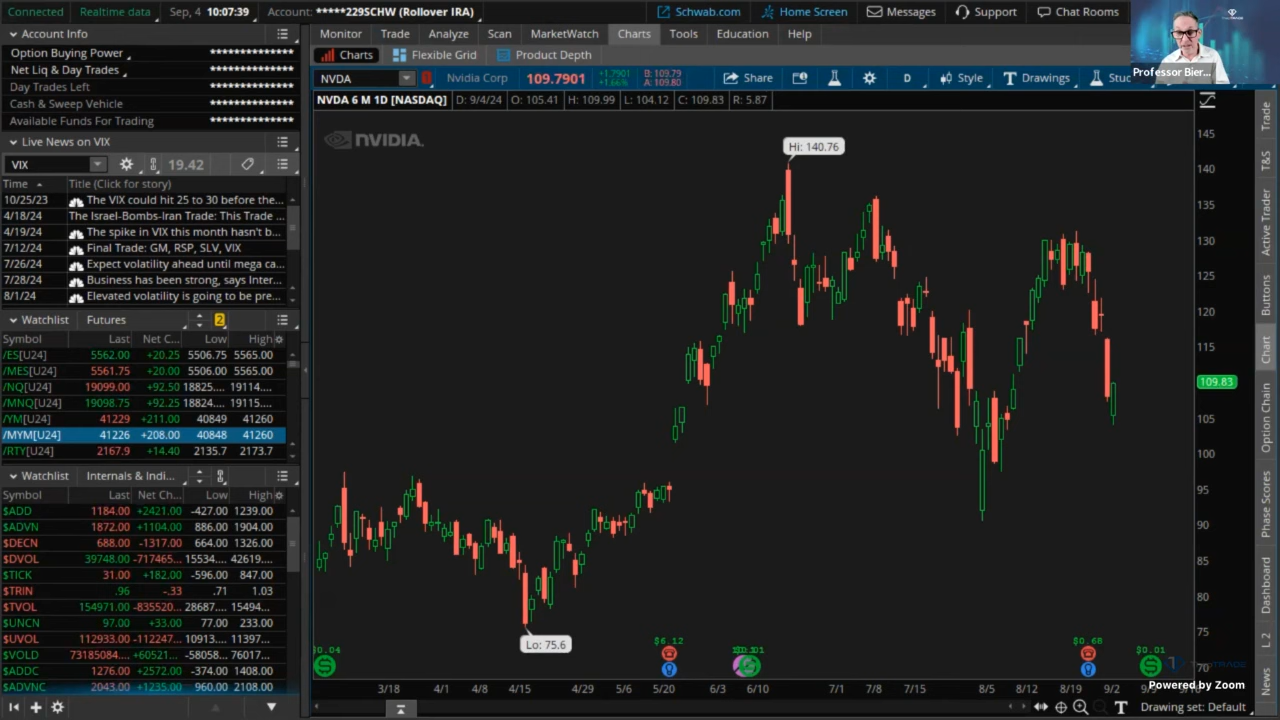 Connected Realtime data Sep, 4 10:07:39 Account: *****229SCHW (Rollover IRA) Schwab.com Home Screen Messages Support Chat Rooms
Account Info
Option Buying Power **************
Net Liq & Day Trades **************
Day Trades Left **************
Cash & Sweep Vehicle **************
Available Funds For Trading **************
Live News on VIX
VIX 19.42
Time Title (Click for story)
10/25/23 The VIX could hit 25 to 30 before the...
4/18/24 The Israel-Bombs-Iran Trade: This Trade ...
4/19/24 The spike in VIX this month hasn't b...
7/12/24 Final Trade: GM, RSP, SLV, VIX
7/26/24 Expect volatility ahead until mega ca...
7/28/24 Business has been strong, says Inter...
8/1/24 Elevated volatility is going to be pre...
Watchlist Futures 2
Symbol Last Net C... Low High
/ES[U24] 5562.00 +20.25 5506.75 5565.00
/MES[U24] 5561.75 +20.00 5506.00 5565.00
/NQ[U24] 19099.00 +92.50 18825.... 19114....
/MNQ[U24] 19098.75 +92.25 18824.... 19115....
/YM[U24] 41229 +211.00 40849 41260
/MYM[U24] 41226 +208.00 40848 41260
/RTY[U24] 2167.9 +14.40 2135.7 2173.7
Watchlist Internals & Indi...
Symbol Last Net Ch... Low High
$ADD 1184.00 +2421.00 -427.00 1239.00
$ADVN 1872.00 +1104.00 886.00 1904.00
$DECN 688.00 -1317.00 664.00 1326.00
$DVOL 39748.00 -717465... 15534.... 42619....
$TICK 31.00 +182.00 -596.00 847.00
$TRIN .96 -.33 .71 1.03
$TVOL 154971.00 -835520... 28687.... 15494...
$UNCN 97.00 +33.00 77.00 233.00
$UVOL 112933.00 -112247... 10913.... 11397...
$VOLD 73185084.... +60521... -58058... 76017...
$ADDC 1276.00 +2572.00 -374.00 1408.00
$ADVNC 2043.00 +1235.00 960.00 2108.00
Monitor Trade Analyze Scan MarketWatch Charts Tools Education Help
Charts Flexible Grid Product Depth
NVDA Nvidia Corp 109.7901 +1.7901 +1.66% B: 109.79 A: 109.80 Share D Style Drawings Stuc
NVDA 6 M 1D [NASDAQ] D: 9/4/24 O: 105.41 H: 109.99 L: 104.12 C: 109.83 R: 5.87
NVIDIA.
Hi: 140.76
Lo: 75.6
145
140
135
130
125
120
115
109.83
105
100
95
90
85
80
75
70
$6.12
$0.68
$0.01
3/18 4/1 4/8 4/15 4/29 5/6 5/20 6/3 6/10 7/1 7/8 7/15 8/5 8/12 8/19 9/2
Drawing set: Default
Professor Bier...
Powered by Zoom
Trade
T&S
Active Trader
Buttons
Chart
Option Chain
Phase Scores
Dashboard
L 2
News